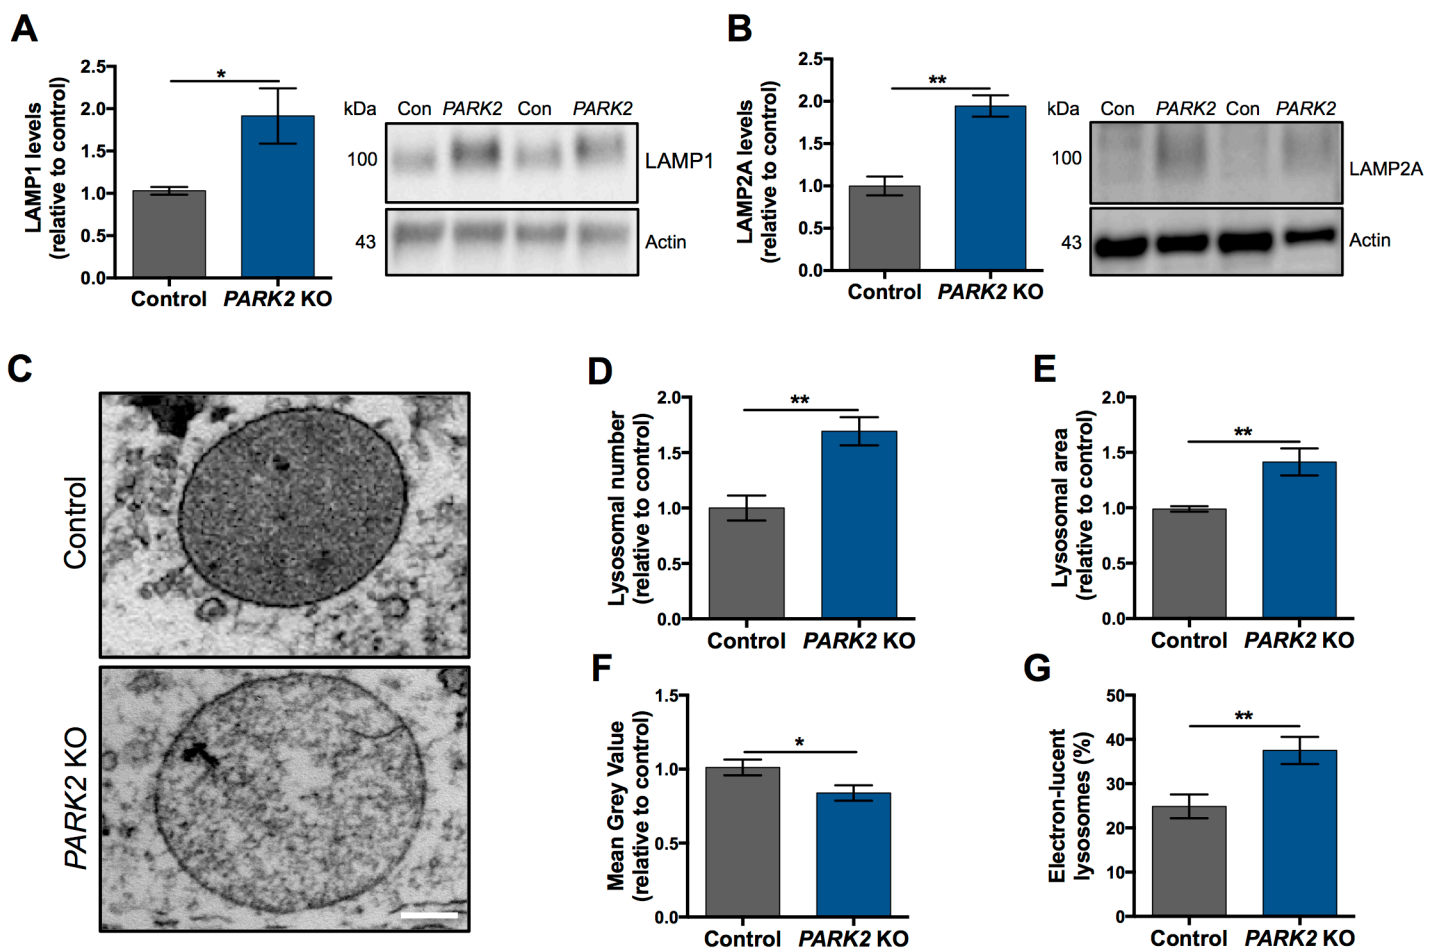 A
LAMP1 levels
(relative to control)
2.5
2.0
1.5
1.0
0.5
0.0
*
Control PARK2 KO
kDa Con PARK2 Con PARK2
100 LAMP1
43 Actin
B
LAMP2A levels
(relative to control)
2.5
2.0
1.5
1.0
0.5
0.0
**
Control PARK2 KO
kDa Con PARK2 Con PARK2
100 LAMP2A
43 Actin
C
Control
PARK2 KO
D
Lysosomal number
(relative to control)
2.0
1.5
1.0
0.5
0.0
**
Control PARK2 KO
E
Lysosomal area
(relative to control)
2.0
1.5
1.0
0.5
0.0
**
Control PARK2 KO
F
Mean Grey Value
(relative to control)
1.5
1.0
0.5
0.0
*
Control PARK2 KO
G
Electron-lucent
lysosomes (%)
50
40
30
20
10
0
**
Control PARK2 KO